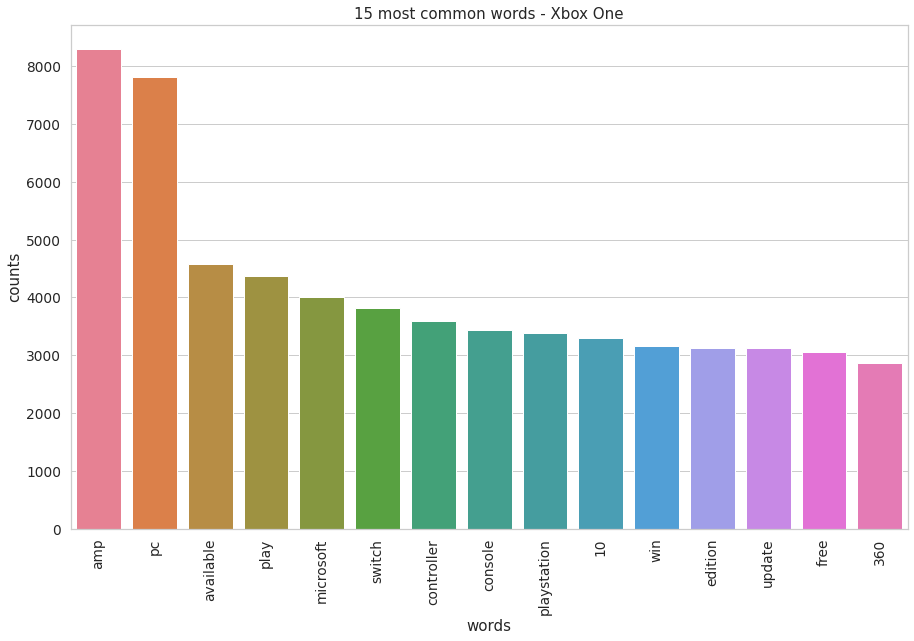 15 most common words - Xbox One
8000
7000
6000
5000
4000
3000
2000
1000
0
counts
amp
pc
available
play
microsoft
switch
controller
console
playstation
10
win
edition
update
free
360
words